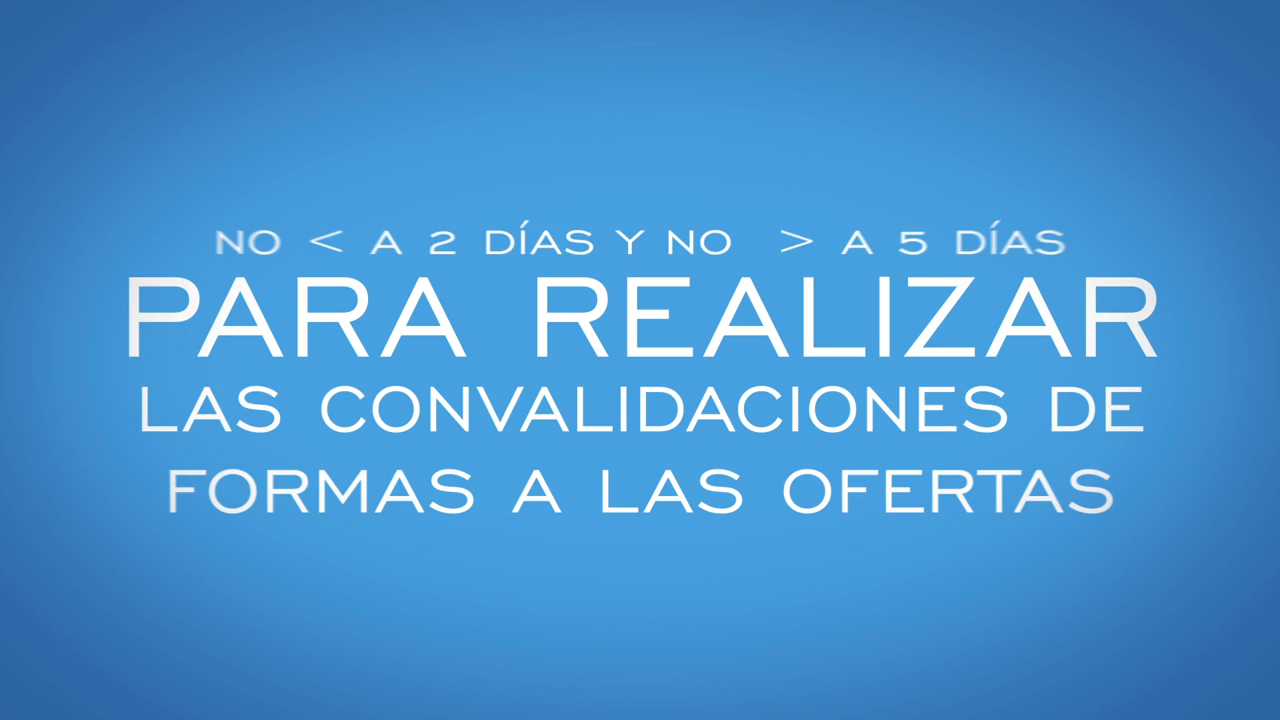 NO < A 2 DÍAS Y NO > A 5 DÍAS
PARA REALIZAR
LAS CONVALIDACIONES DE
FORMAS A LAS OFERTAS